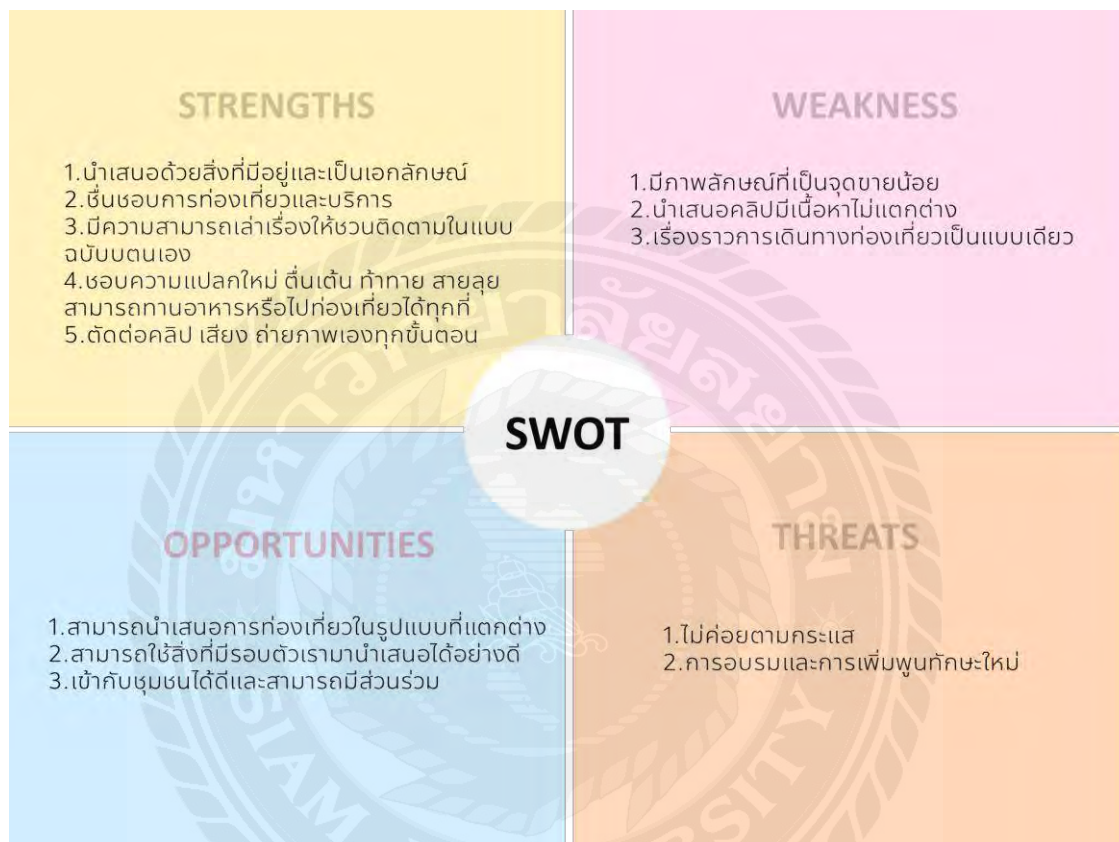 STRENGTHS
1.นำเสนอด้วยสิ่งที่มีอยู่และเป็นเอกลักษณ์
2.ชื่นชอบการท่องเที่ยวและบริการ
3.มีความสามารถเล่าเรื่องให้ชวนติดตามในแบบ
ฉบับบตนเอง
4.ชอบความแปลกใหม่ ตื่นเต้น ท้าทาย สายลุย
สามารถทานอาหารหรือไปท่องเที่ยวได้ทุกที่
5.ตัดต่อคลิป เสียง ถ่ายภาพเองทุกขั้นตอน
WEAKNESS
1.มีภาพลักษณ์ที่เป็นจุดขายน้อย
2.นำเสนอคลิปมีเนื้อหาไม่แตกต่าง
3.เรื่องราวการเดินทางท่องเที่ยวเป็นแบบเดียว
SWOT
OPPORTUNITIES
1.สามารถนำเสนอการท่องเที่ยวในรูปแบบที่แตกต่าง
2.สามารถใช้สิ่งที่มีรอบตัวเรามานำเสนอได้อย่างดี
3.เข้ากับชุมชนได้ดีและสามารถมีส่วนร่วม
THREATS
1.ไม่ค่อยตามกระแส
2.การอบรมและการเพิ่มพูนทักษะใหม่
มหาวิทยาลัยสยาม
SIAM UNIVERSITY